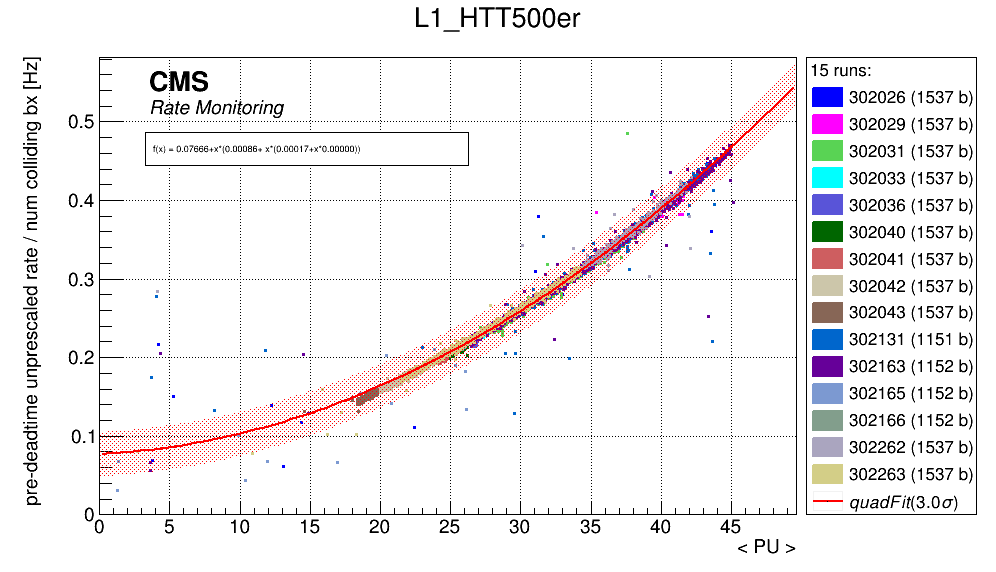 L1_HTT500er
pre-deadtime unprescaled rate / num colliding bx [Hz]
CMS
Rate Monitoring
f(x) = 0.07666+x*(0.00086+ x*(0.00017+x*0.00000))
0.5
0.4
0.3
0.2
0.1
0
0 5 10 15 20 25 30 35 40 45
< PU >
15 runs:
302026 (1537 b)
302029 (1537 b)
302031 (1537 b)
302033 (1537 b)
302036 (1537 b)
302040 (1537 b)
302041 (1537 b)
302042 (1537 b)
302043 (1537 b)
302131 (1151 b)
302163 (1152 b)
302165 (1152 b)
302166 (1152 b)
302262 (1537 b)
302263 (1537 b)
quadFit(3.0σ)